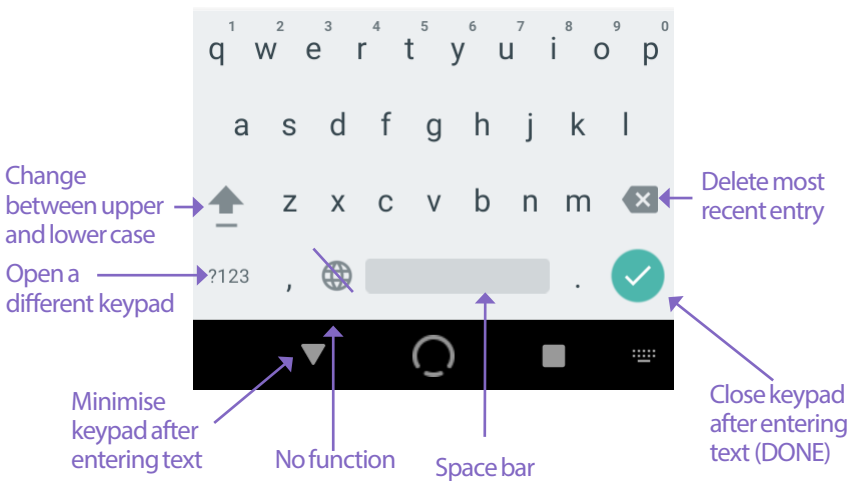 1 2 3 4 5 6 7 8 9 0
q w e r t y u i o p
a s d f g h j k l
Change
between upper
and lower case
z x c v b n m
Delete most
recent entry
Open a
different keypad
?123 , .
Minimise
keypad after
entering text
No function
Space bar
Close keypad
after entering
text (DONE)